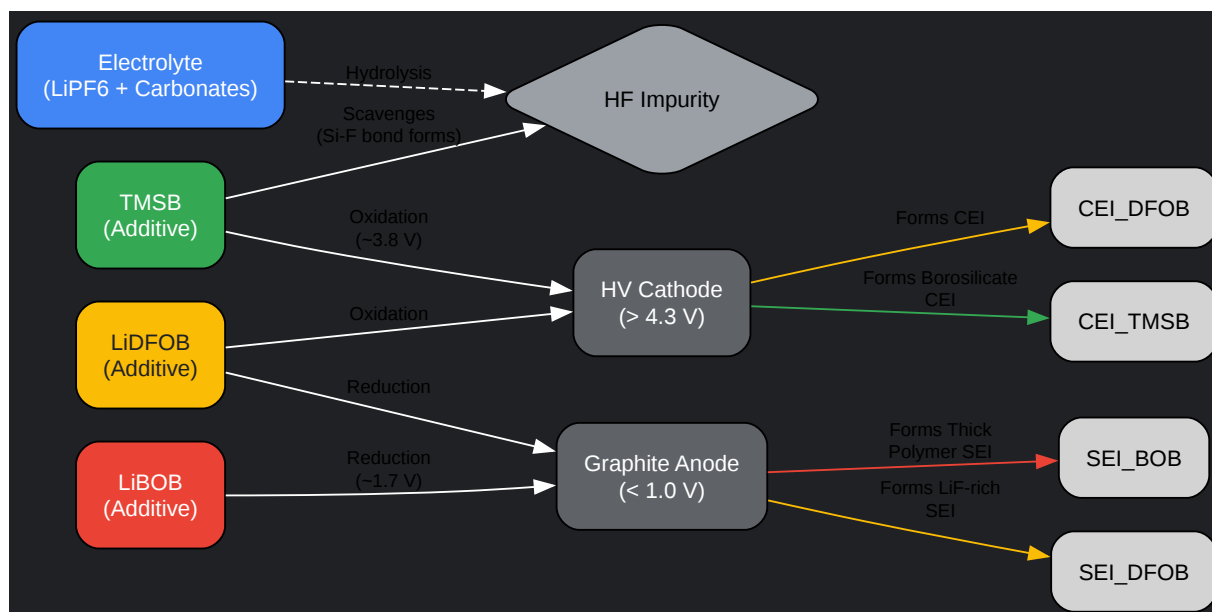 Electrolyte
(LiPF6 + Carbonates)
Hydrolysis
HF Impurity
Scavenges
(Si-F bond forms)
TMSB
(Additive)
Oxidation
(~3.8 V)
Forms CEI
CEI_DFOB
HV Cathode
(> 4.3 V)
Forms Borosilicate
CEI
CEI_TMSB
LiDFOB
(Additive)
Oxidation
Reduction
LiBOB
(Additive)
Reduction
(~1.7 V)
Graphite Anode
(< 1.0 V)
Forms Thick
Polymer SEI
SEI_BOB
Forms LiF-rich
SEI
SEI_DFOB